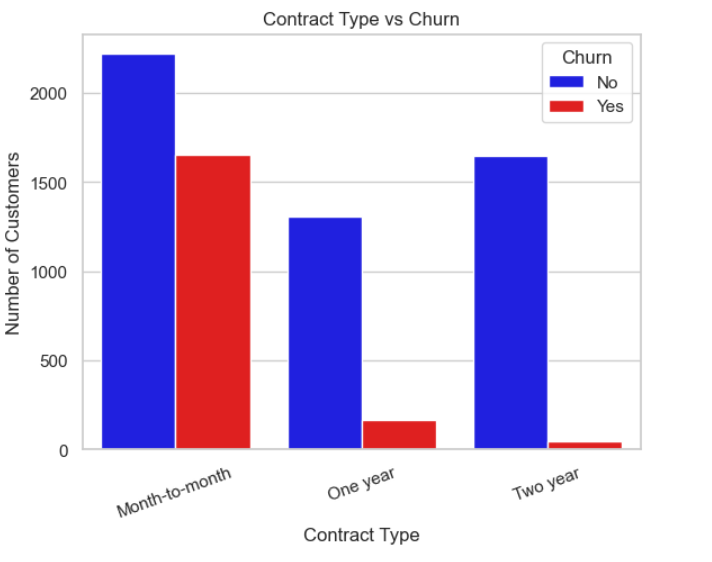 Contract Type vs Churn
Churn
No
Yes
Number of Customers
2000
1500
1000
500
0
Month-to-month
One year
Two year
Contract Type